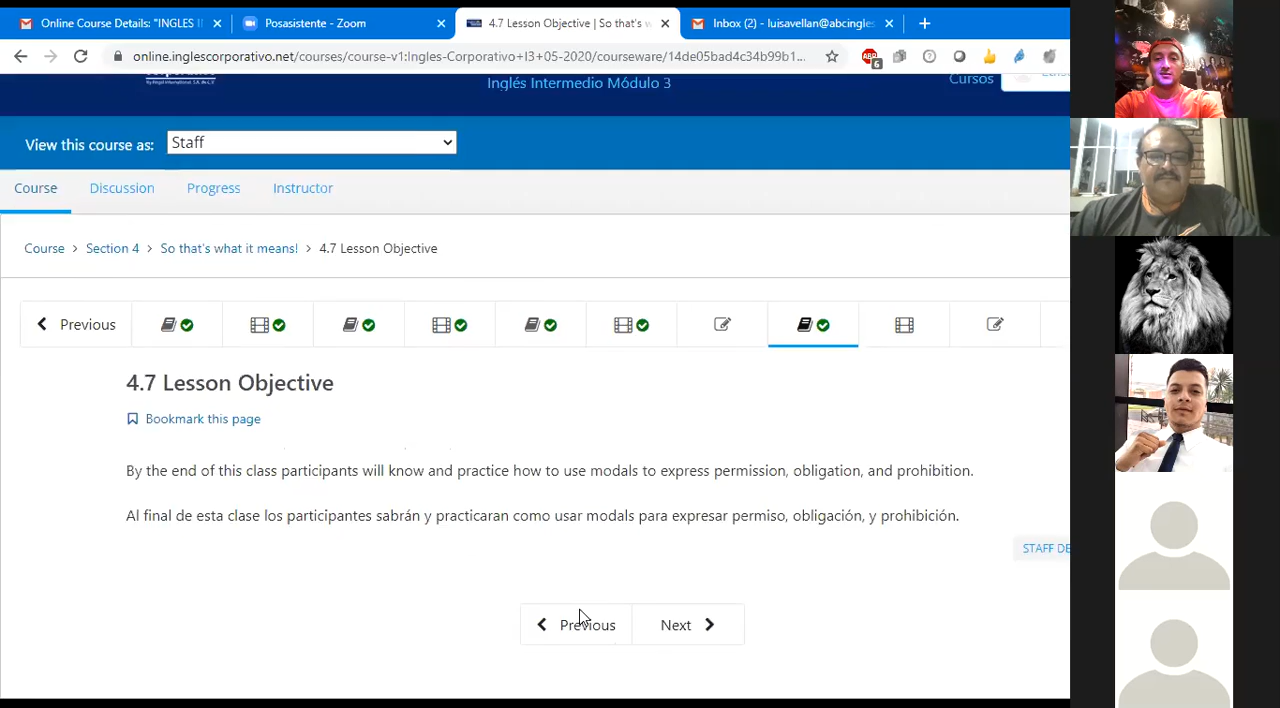 Online Course Details: "INGLES I
Posasistente - Zoom
4.7 Lesson Objective | So that's w
Inbox (2) - luisavellan@abcingles
online.inglescorporativo.net/courses/course-v1:Ingles-Corporativo+I3+05-2020/courseware/14de05bad4c34b99b1...
6
Inglés Intermedio Módulo 3
Cursos
View this course as:
Staff
Course
Discussion
Progress
Instructor
Course > Section 4 > So that's what it means! > 4.7 Lesson Objective
Previous
4.7 Lesson Objective
Bookmark this page
By the end of this class participants will know and practice how to use modals to express permission, obligation, and prohibition.
Al final de esta clase los participantes sabrán y practicaran como usar modals para expresar permiso, obligación, y prohibición.
STAFF DE
Previous
Next